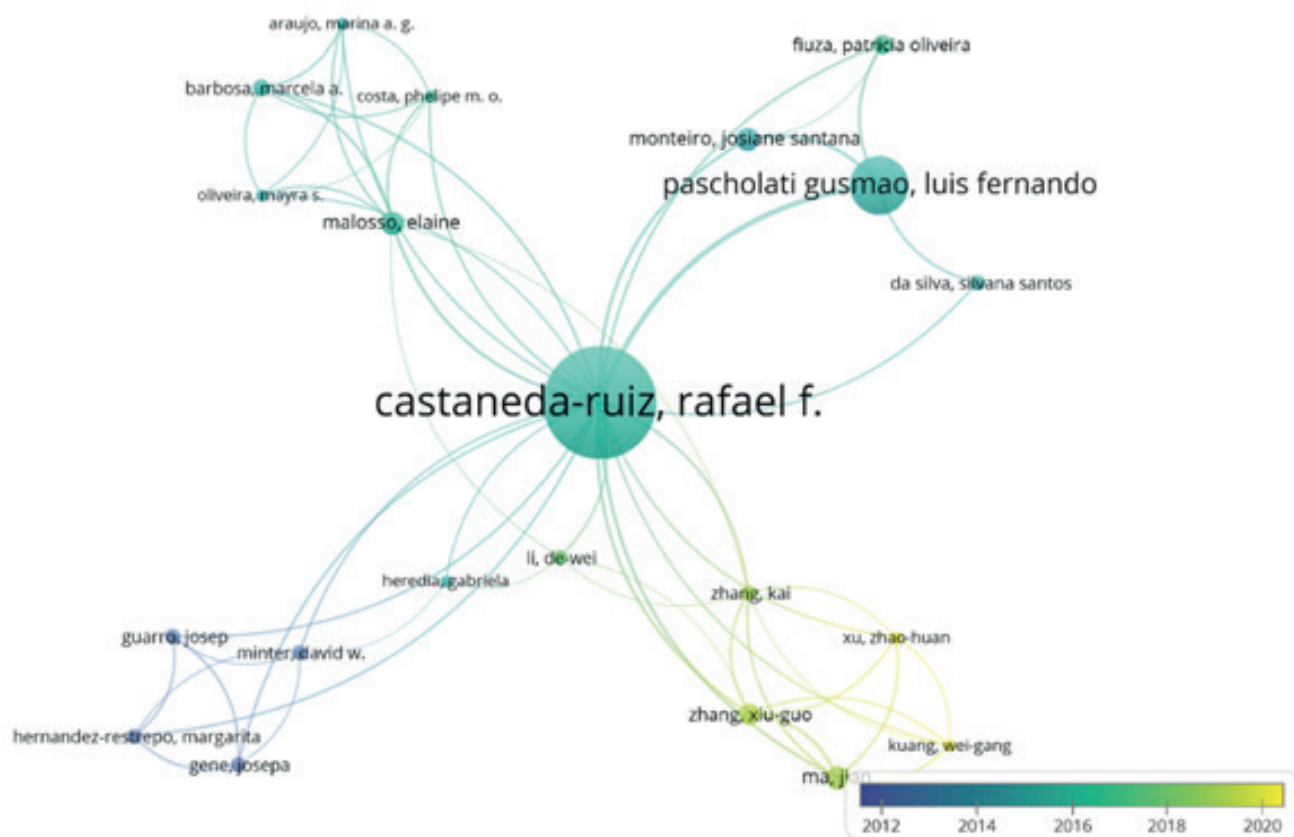 araujo, marina a. g.
fiuza, patricia oliveira
barbosa, marcela a.
costa, phelipe m. o.
monteiro, josiane santana
pascholati gusmao, luis fernando
oliveira, mayra s.
malosso, elaine
da silva, silvana santos
castaneda-ruiz, rafael f.
li, de-wei
heredia, gabriela
zhang, kai
guarro, josep
xu, zhao-huan
minter, david w.
zhang, xiu-guo
hernandez-restrepo, margarita
kuang, wei-gang
gene, josepa
ma, jian
2012 2014 2016 2018 2020